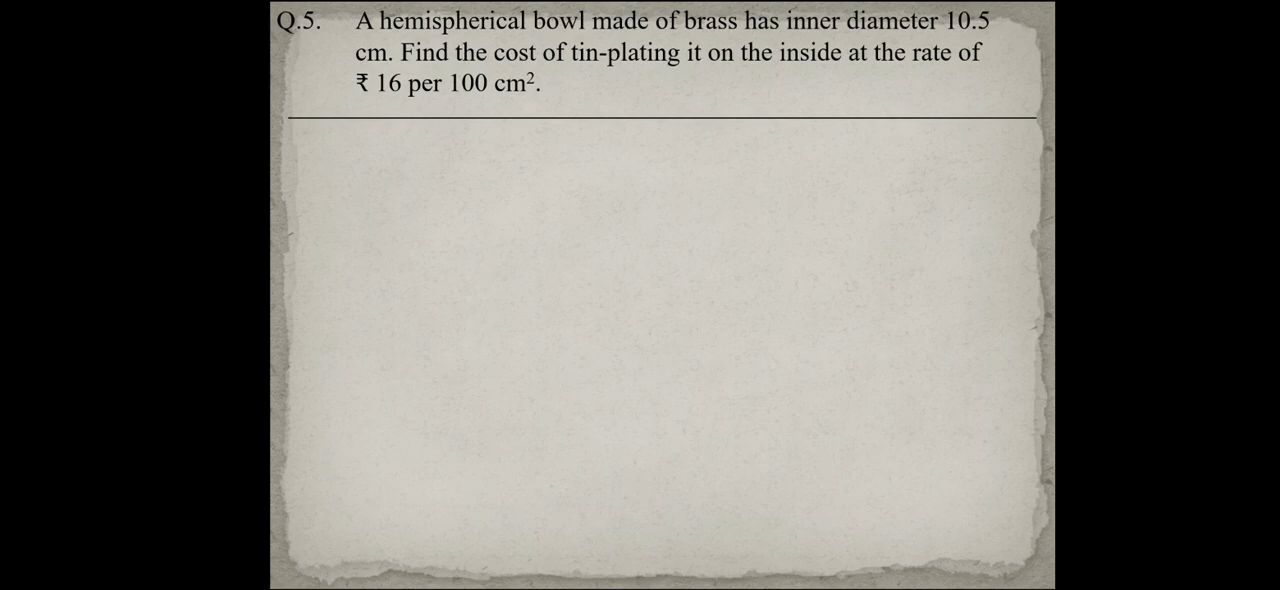 Q.5. A hemispherical bowl made of brass has inner diameter 10.5
cm. Find the cost of tin-plating it on the inside at the rate of
₹ 16 per 100 cm².